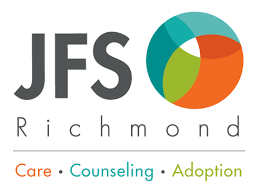 JFS
Richmond
Care • Counseling • Adoption